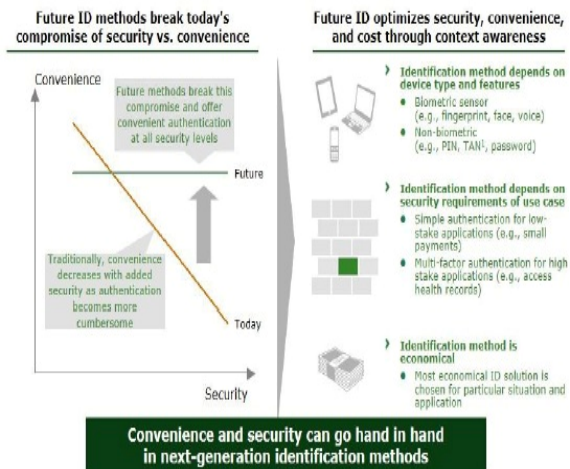 Future ID methods break today's
compromise of security vs. convenience
Convenience
Future methods break this
compromise and offer
convenient authentication
at all security levels
Future
Traditionally, convenience
decreases with added
security as authentication
becomes more
cumbersome
Today
Security
Future ID optimizes security, convenience,
and cost through context awareness
Identification method depends on
device type and features
Biometric sensor
(e.g., fingerprint, face, voice)
Non-biometric
(e.g., PIN, TAN¹, password)
Identification method depends on
security requirements of use case
Simple authentication for low-
stake applications (e.g., small
payments)
Multi-factor authentication for high
stake applications (e.g., access
health records)
Identification method is
economical
Most economical ID solution is
chosen for particular situation and
application
Convenience and security can go hand in hand
in next-generation identification methods